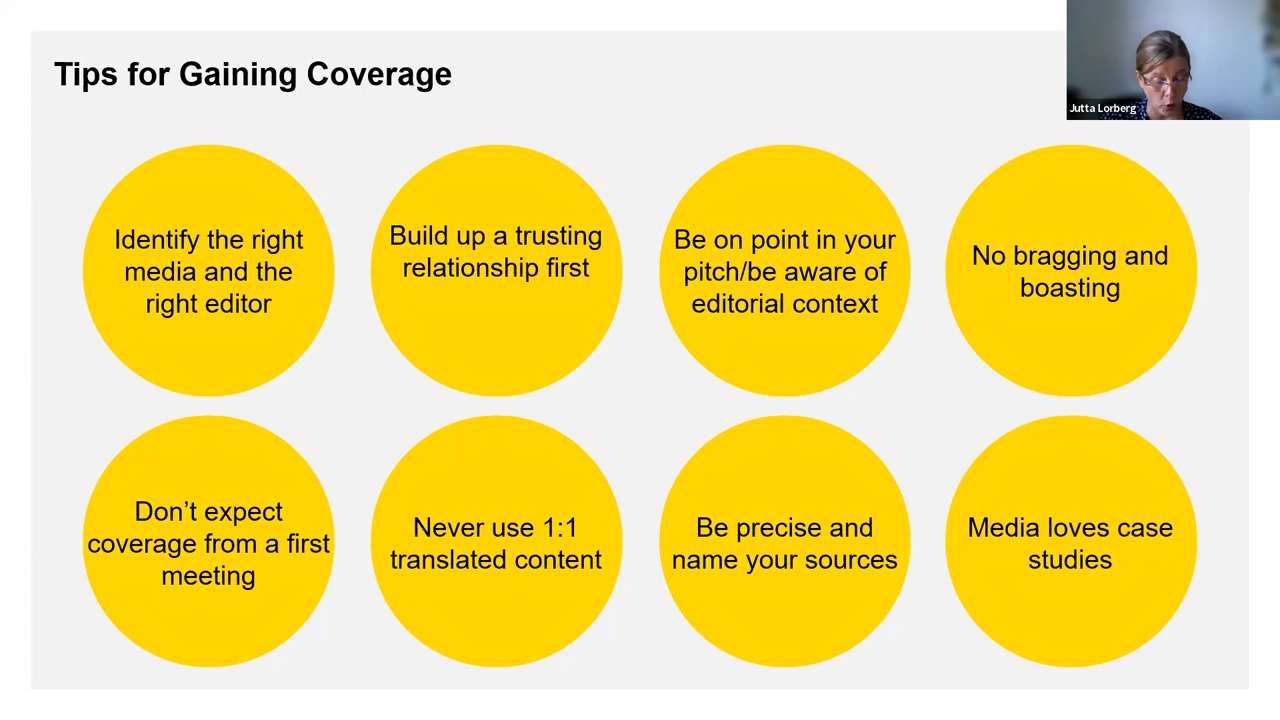 Tips for Gaining Coverage
Jutta Lorberg
Identify the right
media and the
right editor
Build up a trusting
relationship first
Be on point in your
pitch/be aware of
editorial context
No bragging and
boasting
Don’t expect
coverage from a first
meeting
Never use 1:1
translated content
Be precise and
name your sources
Media loves case
studies